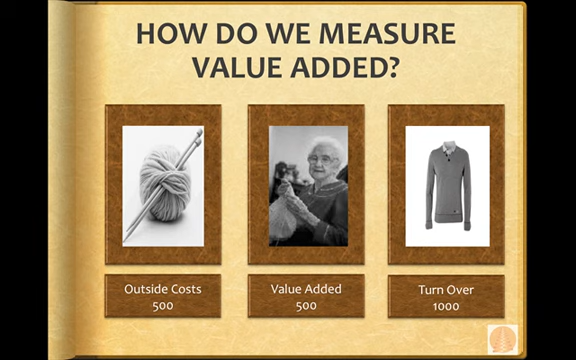 HOW DO WE MEASURE
VALUE ADDED?
Outside Costs
500
Value Added
500
Turn Over
1000